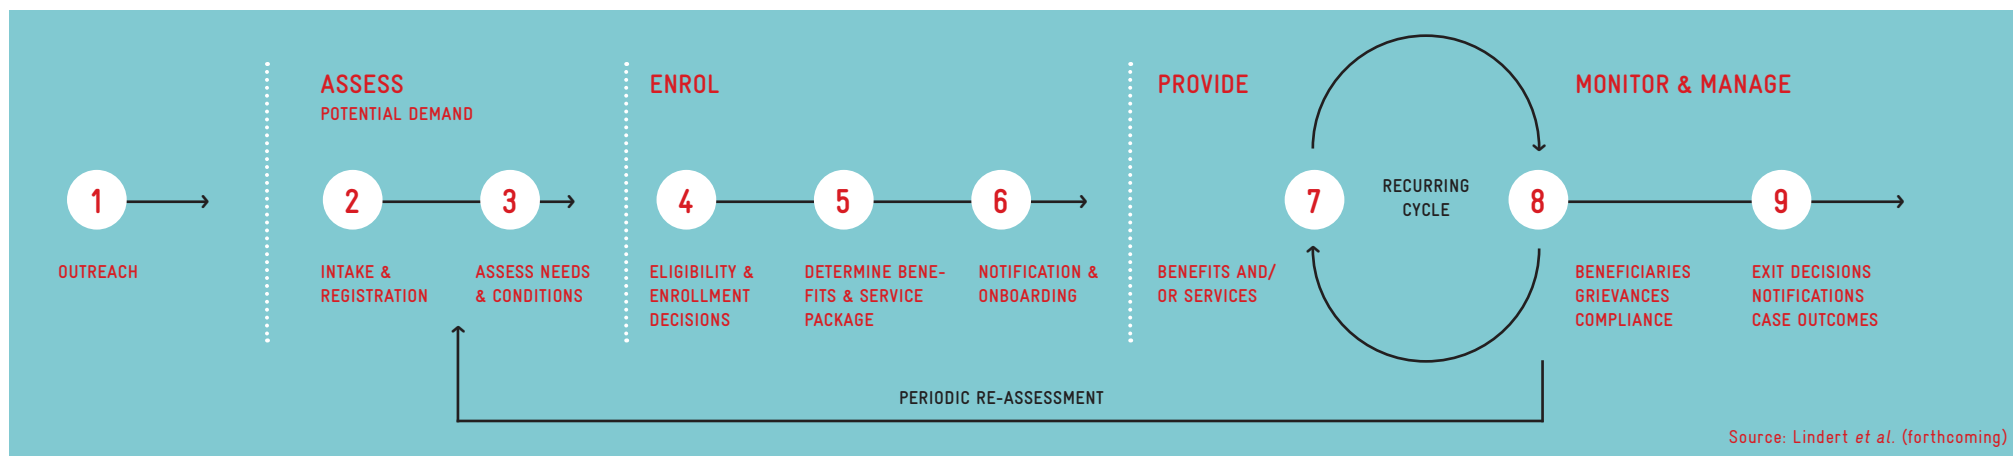 1
OUTREACH
ASSESS
POTENTIAL DEMAND
2
INTAKE &
REGISTRATION
3
ASSESS NEEDS
& CONDITIONS
ENROL
4
ELIGIBILITY &
ENROLLMENT
DECISIONS
5
DETERMINE BENE-
FITS & SERVICE
PACKAGE
6
NOTIFICATION &
ONBOARDING
PROVIDE
7
BENEFITS AND/
OR SERVICES
RECURRING
CYCLE
MONITOR & MANAGE
8
BENEFICIARIES
GRIEVANCES
COMPLIANCE
9
EXIT DECISIONS
NOTIFICATIONS
CASE OUTCOMES
PERIODIC RE-ASSESSMENT
Source: Lindert et al. (forthcoming)